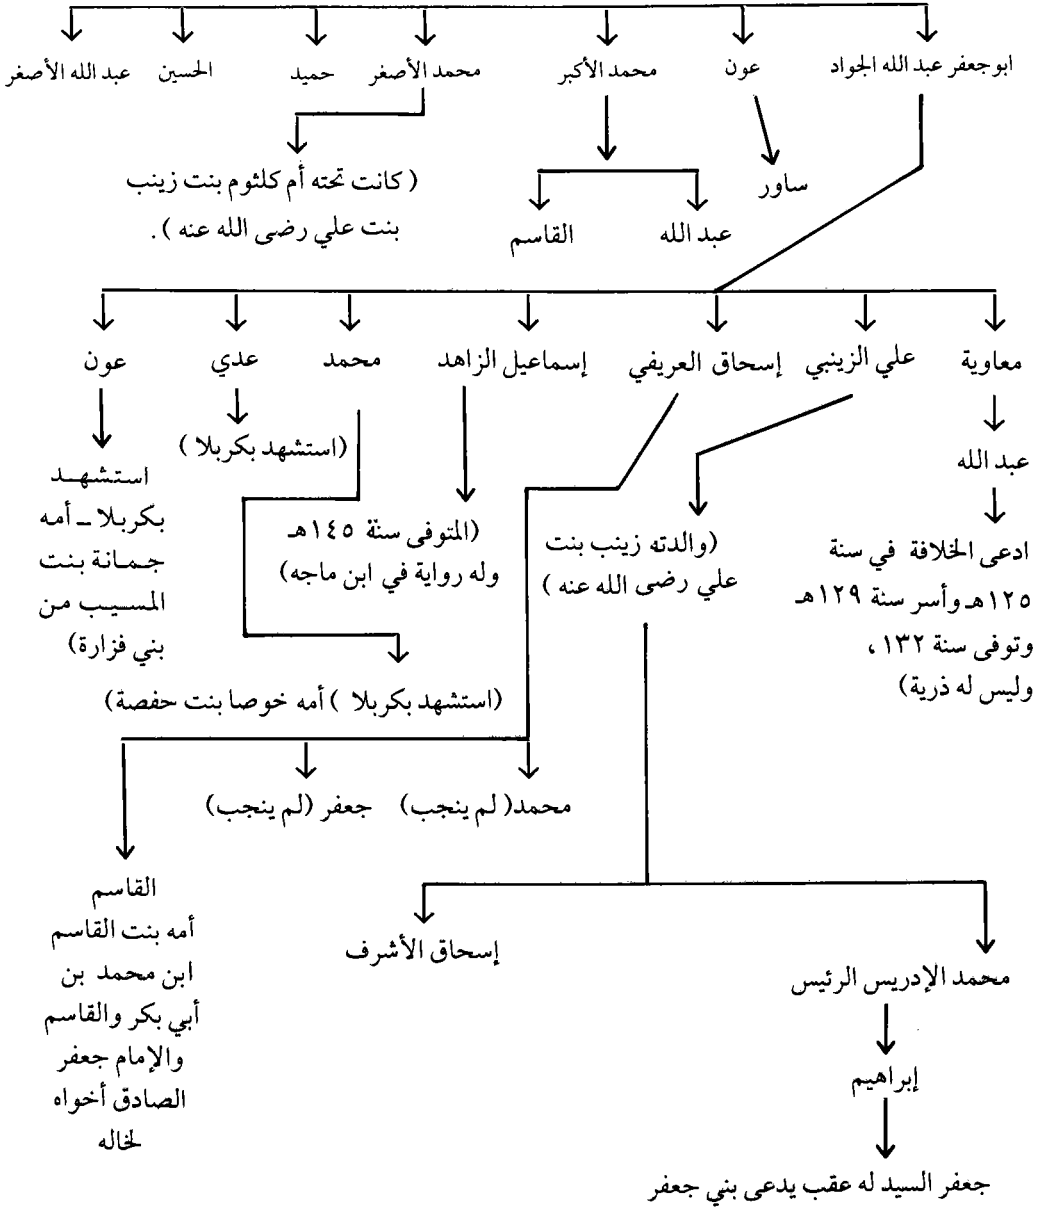 ابوجعفر عبد الله الجواد
عون
محمد الأكبر
محمد الأصغر
حميد
الحسين
عبد الله الأصغر
ساور
عبد الله
القاسم
( كانت تحته أم كلثوم بنت زينب
بنت علي رضى الله عنه ) .
معاوية
علي الزينبي
إسحاق العريفي
إسماعيل الزاهد
محمد
عدي
عون
عبد الله
ادعى الخلافة في سنة
١٢٥هـ وأسر سنة ١٢٩هـ
وتوفى سنة ١٣٢ ،
وليس له ذرية)
(والدته زينب بنت
علي رضى الله عنه )
(المتوفى سنة ١٤٥هـ
وله رواية في ابن ماجه)
(استشهد بكربلا )
استشهد
بكربلا ـ أمه
جمانة بنت
المسيب من
بني فزارة)
(استشهد بكربلا ) أمه خوصا بنت حفصة)
محمد( لم ينجب)
جعفر (لم ينجب)
القاسم
أمه بنت القاسم
ابن محمد بن
أبي بكر والقاسم
والإمام جعفر
الصادق أخواه
لخاله
إسحاق الأشرف
محمد الإدريس الرئيس
إبراهيم
جعفر السيد له عقب يدعى بني جعفر